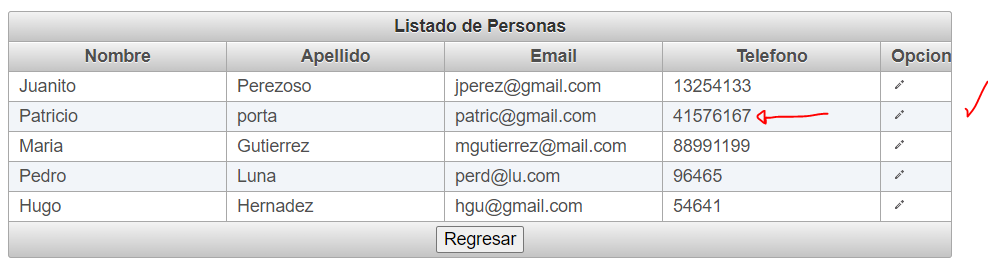 Listado de Personas
Nombre Apellido Email Telefono Opcion
Juanito Perezoso jperez@gmail.com 13254133
Patricio porta patric@gmail.com 41576167
Maria Gutierrez mgutierrez@mail.com 88991199
Pedro Luna perd@lu.com 96465
Hugo Hernadez hgu@gmail.com 54641
Regresar